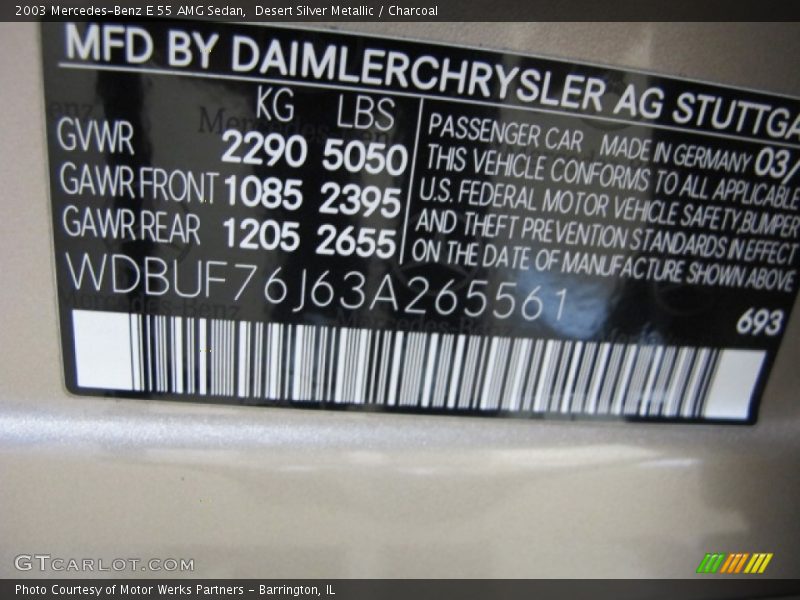 2003 Mercedes-Benz E 55 AMG Sedan,  Desert Silver Metallic / Charcoal
MFD BY DAIMLERCHRYSLER AG STUTTGA
KG LBS
GVWR 2290 5050
GAWR FRONT 1085 2395
GAWR REAR 1205 2655
PASSENGER CAR MADE IN GERMANY 03/
THIS VEHICLE CONFORMS TO ALL APPLICABLE
U.S. FEDERAL MOTOR VEHICLE SAFETY, BUMPER
AND THEFT PREVENTION STANDARDS IN EFFECT
ON THE DATE OF MANUFACTURE SHOWN ABOVE
WDBUF76J63A265561
693
GTCARLOT.COM
Photo Courtesy of Motor Werks Partners - Barrington, IL